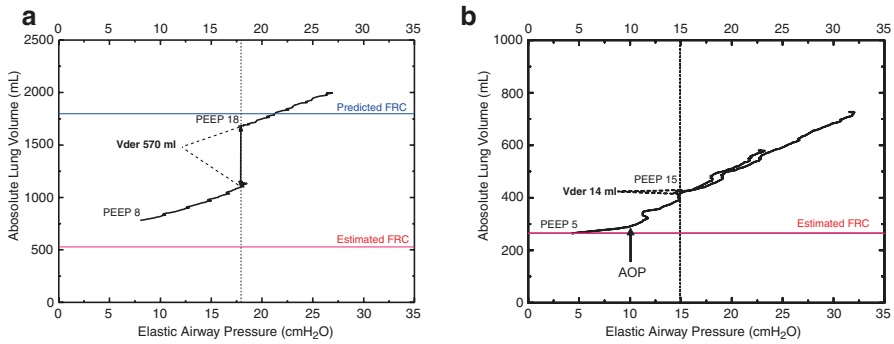 a
0 5 10 15 20 25 30 35
2500
2000
1500
1000
500
0
Abosolute Lung Volume (mL)
Predicted FRC
PEEP 18
Vder 570 ml
PEEP 8
Estimated FRC
0 5 10 15 20 25 30 35
Elastic Airway Pressure (cmH2O)
b
0 5 10 15 20 25 30 35
1000
800
600
400
200
0
Abosolute Lung Volume (mL)
PEEP 15
Vder 14 ml
PEEP 5
Estimated FRC
AOP
0 5 10 15 20 25 30 35
Elastic Airway Pressure (cmH2O)